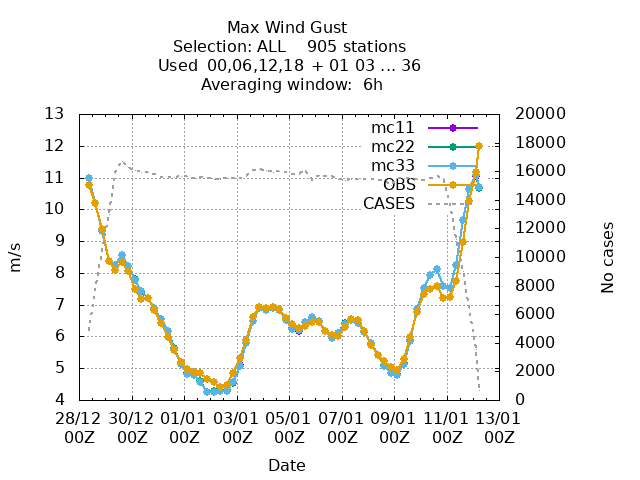 Max Wind Gust
Selection: ALL    905 stations
Used  00,06,12,18 + 01 03 ... 36
Averaging window:  6h
mc11
mc22
mc33
OBS
CASES
13
12
11
10
9
8
7
6
5
4
m/s
20000
18000
16000
14000
12000
10000
8000
6000
4000
2000
0
No cases
28/12 30/12 01/01 03/01 05/01 07/01 09/01 11/01 13/01
00Z 00Z 00Z 00Z 00Z 00Z 00Z 00Z 00Z
Date